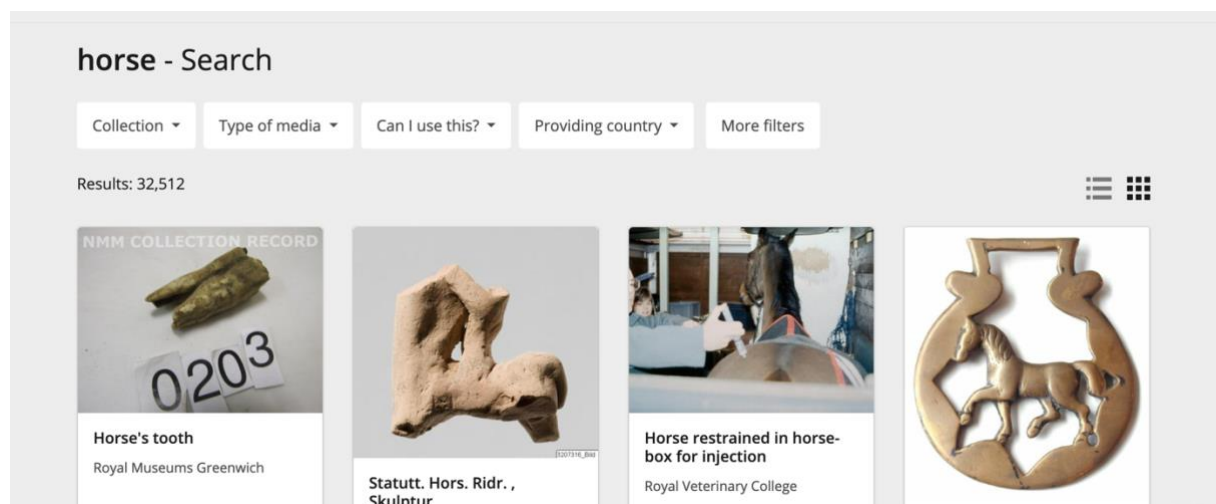 horse - Search
Collection
Type of media
Can I use this?
Providing country
More filters
Results: 32,512
NMM COLLECTION RECORD
0203
Horse's tooth
Royal Museums Greenwich
Statutt. Hors. Ridr. ,
Skulptur
Horse restrained in horse-
box for injection
Royal Veterinary College